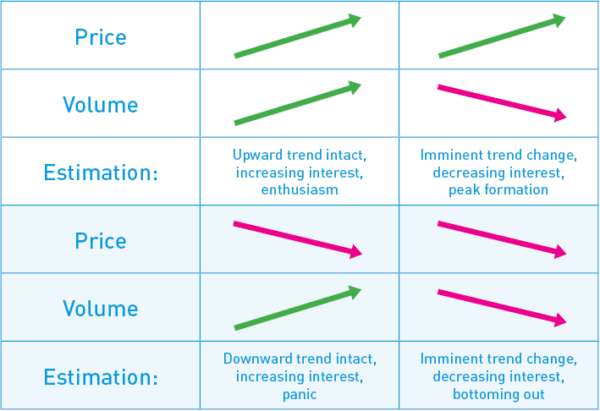 Price
Volume
Estimation:
Upward trend intact,
increasing interest,
enthusiasm
Imminent trend change,
decreasing interest,
peak formation
Price
Volume
Estimation:
Downward trend intact,
increasing interest,
panic
Imminent trend change,
decreasing interest,
bottoming out